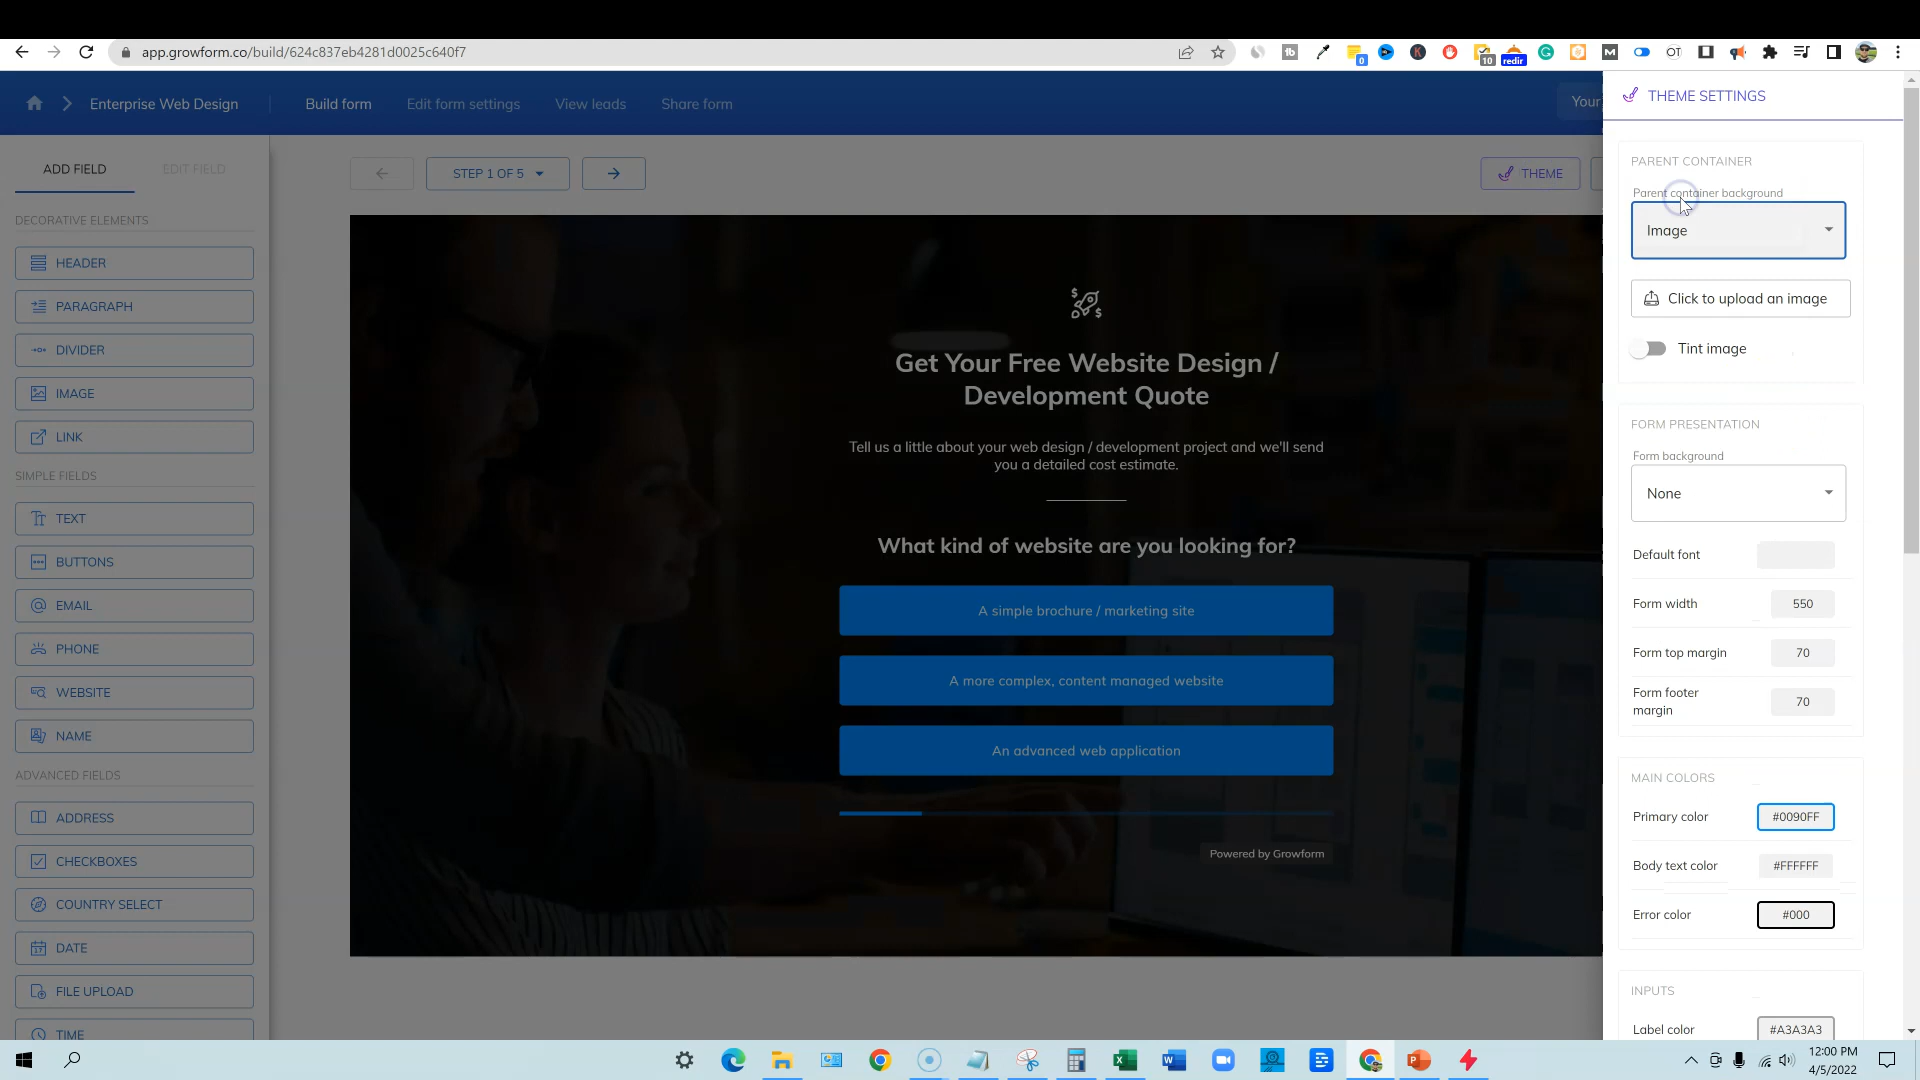 app.growform.co/build/624c837eb4281d0025c640f7
0
10
redir
Enterprise Web Design
Build form
Edit form settings
View leads
Share form
Your
THEME SETTINGS
ADD FIELD
EDIT FIELD
STEP 1 OF 5
THEME
DECORATIVE ELEMENTS
HEADER
PARAGRAPH
DIVIDER
IMAGE
LINK
SIMPLE FIELDS
TEXT
BUTTONS
EMAIL
PHONE
WEBSITE
NAME
ADVANCED FIELDS
ADDRESS
CHECKBOXES
COUNTRY SELECT
DATE
FILE UPLOAD
TIME
Get Your Free Website Design /
Development Quote
Tell us a little about your web design / development project and we'll send
you a detailed cost estimate.
What kind of website are you looking for?
A simple brochure / marketing site
A more complex, content managed website
An advanced web application
Powered by Growform
PARENT CONTAINER
Parent container background
Image
Click to upload an image
Tint image
FORM PRESENTATION
Form background
None
Default font
Form width
550
Form top margin
70
Form footer
margin
70
MAIN COLORS
Primary color
#0090FF
Body text color
#FFFFFF
Error color
#000
INPUTS
Label color
#A3A3A3
12:00 PM
4/5/2022